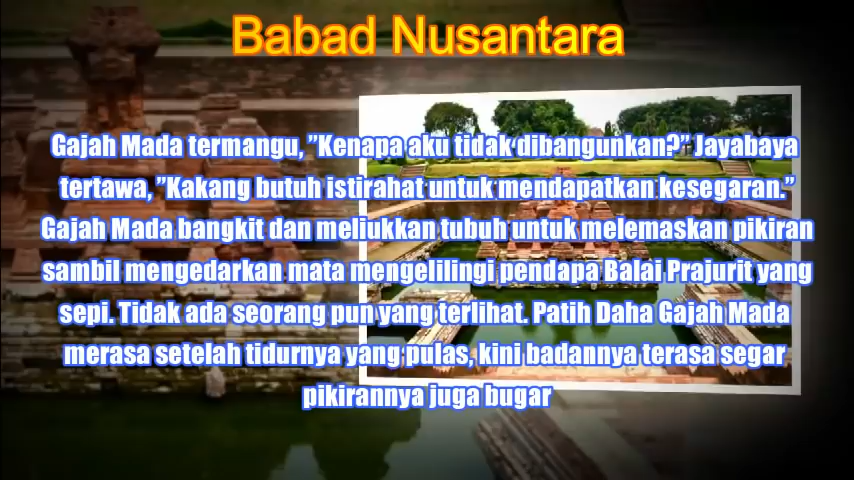 Babad Nusantara
Gajah Mada termangu, ”Kenapa aku tidak dibangunkan?” Jayabaya
tertawa, ”Kakang butuh istirahat untuk mendapatkan kesegaran.”
Gajah Mada bangkit dan meliukkan tubuh untuk melemaskan pikiran
sambil mengedarkan mata mengelilingi pendapa Balai Prajurit yang
sepi. Tidak ada seorang pun yang terlihat. Patih Daha Gajah Mada
merasa setelah tidurnya yang pulas, kini badannya terasa segar
pikirannya juga bugar